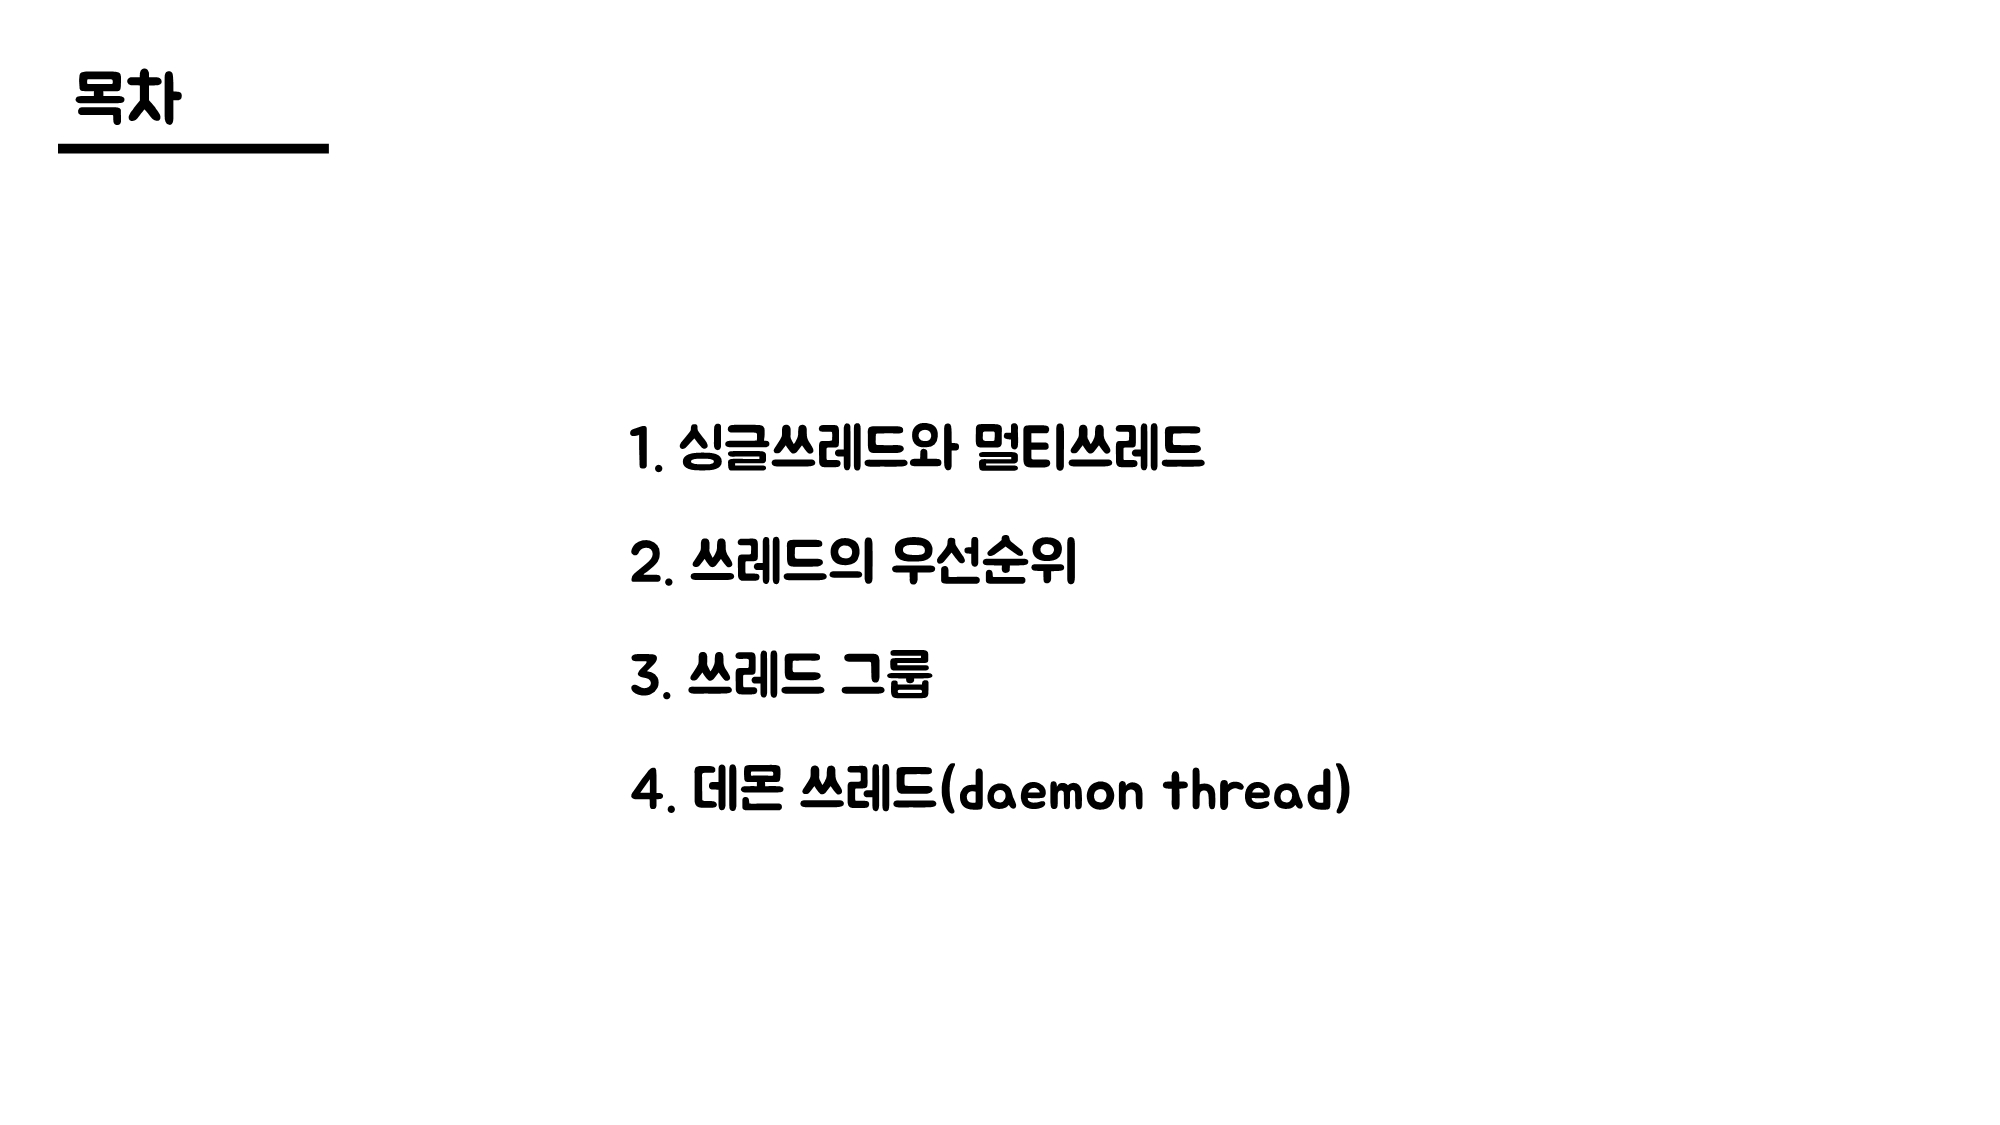 목차
1. 싱글쓰레드와 멀티쓰레드
2. 쓰레드의 우선순위
3. 쓰레드 그룹
4. 데몬 쓰레드(daemon thread)